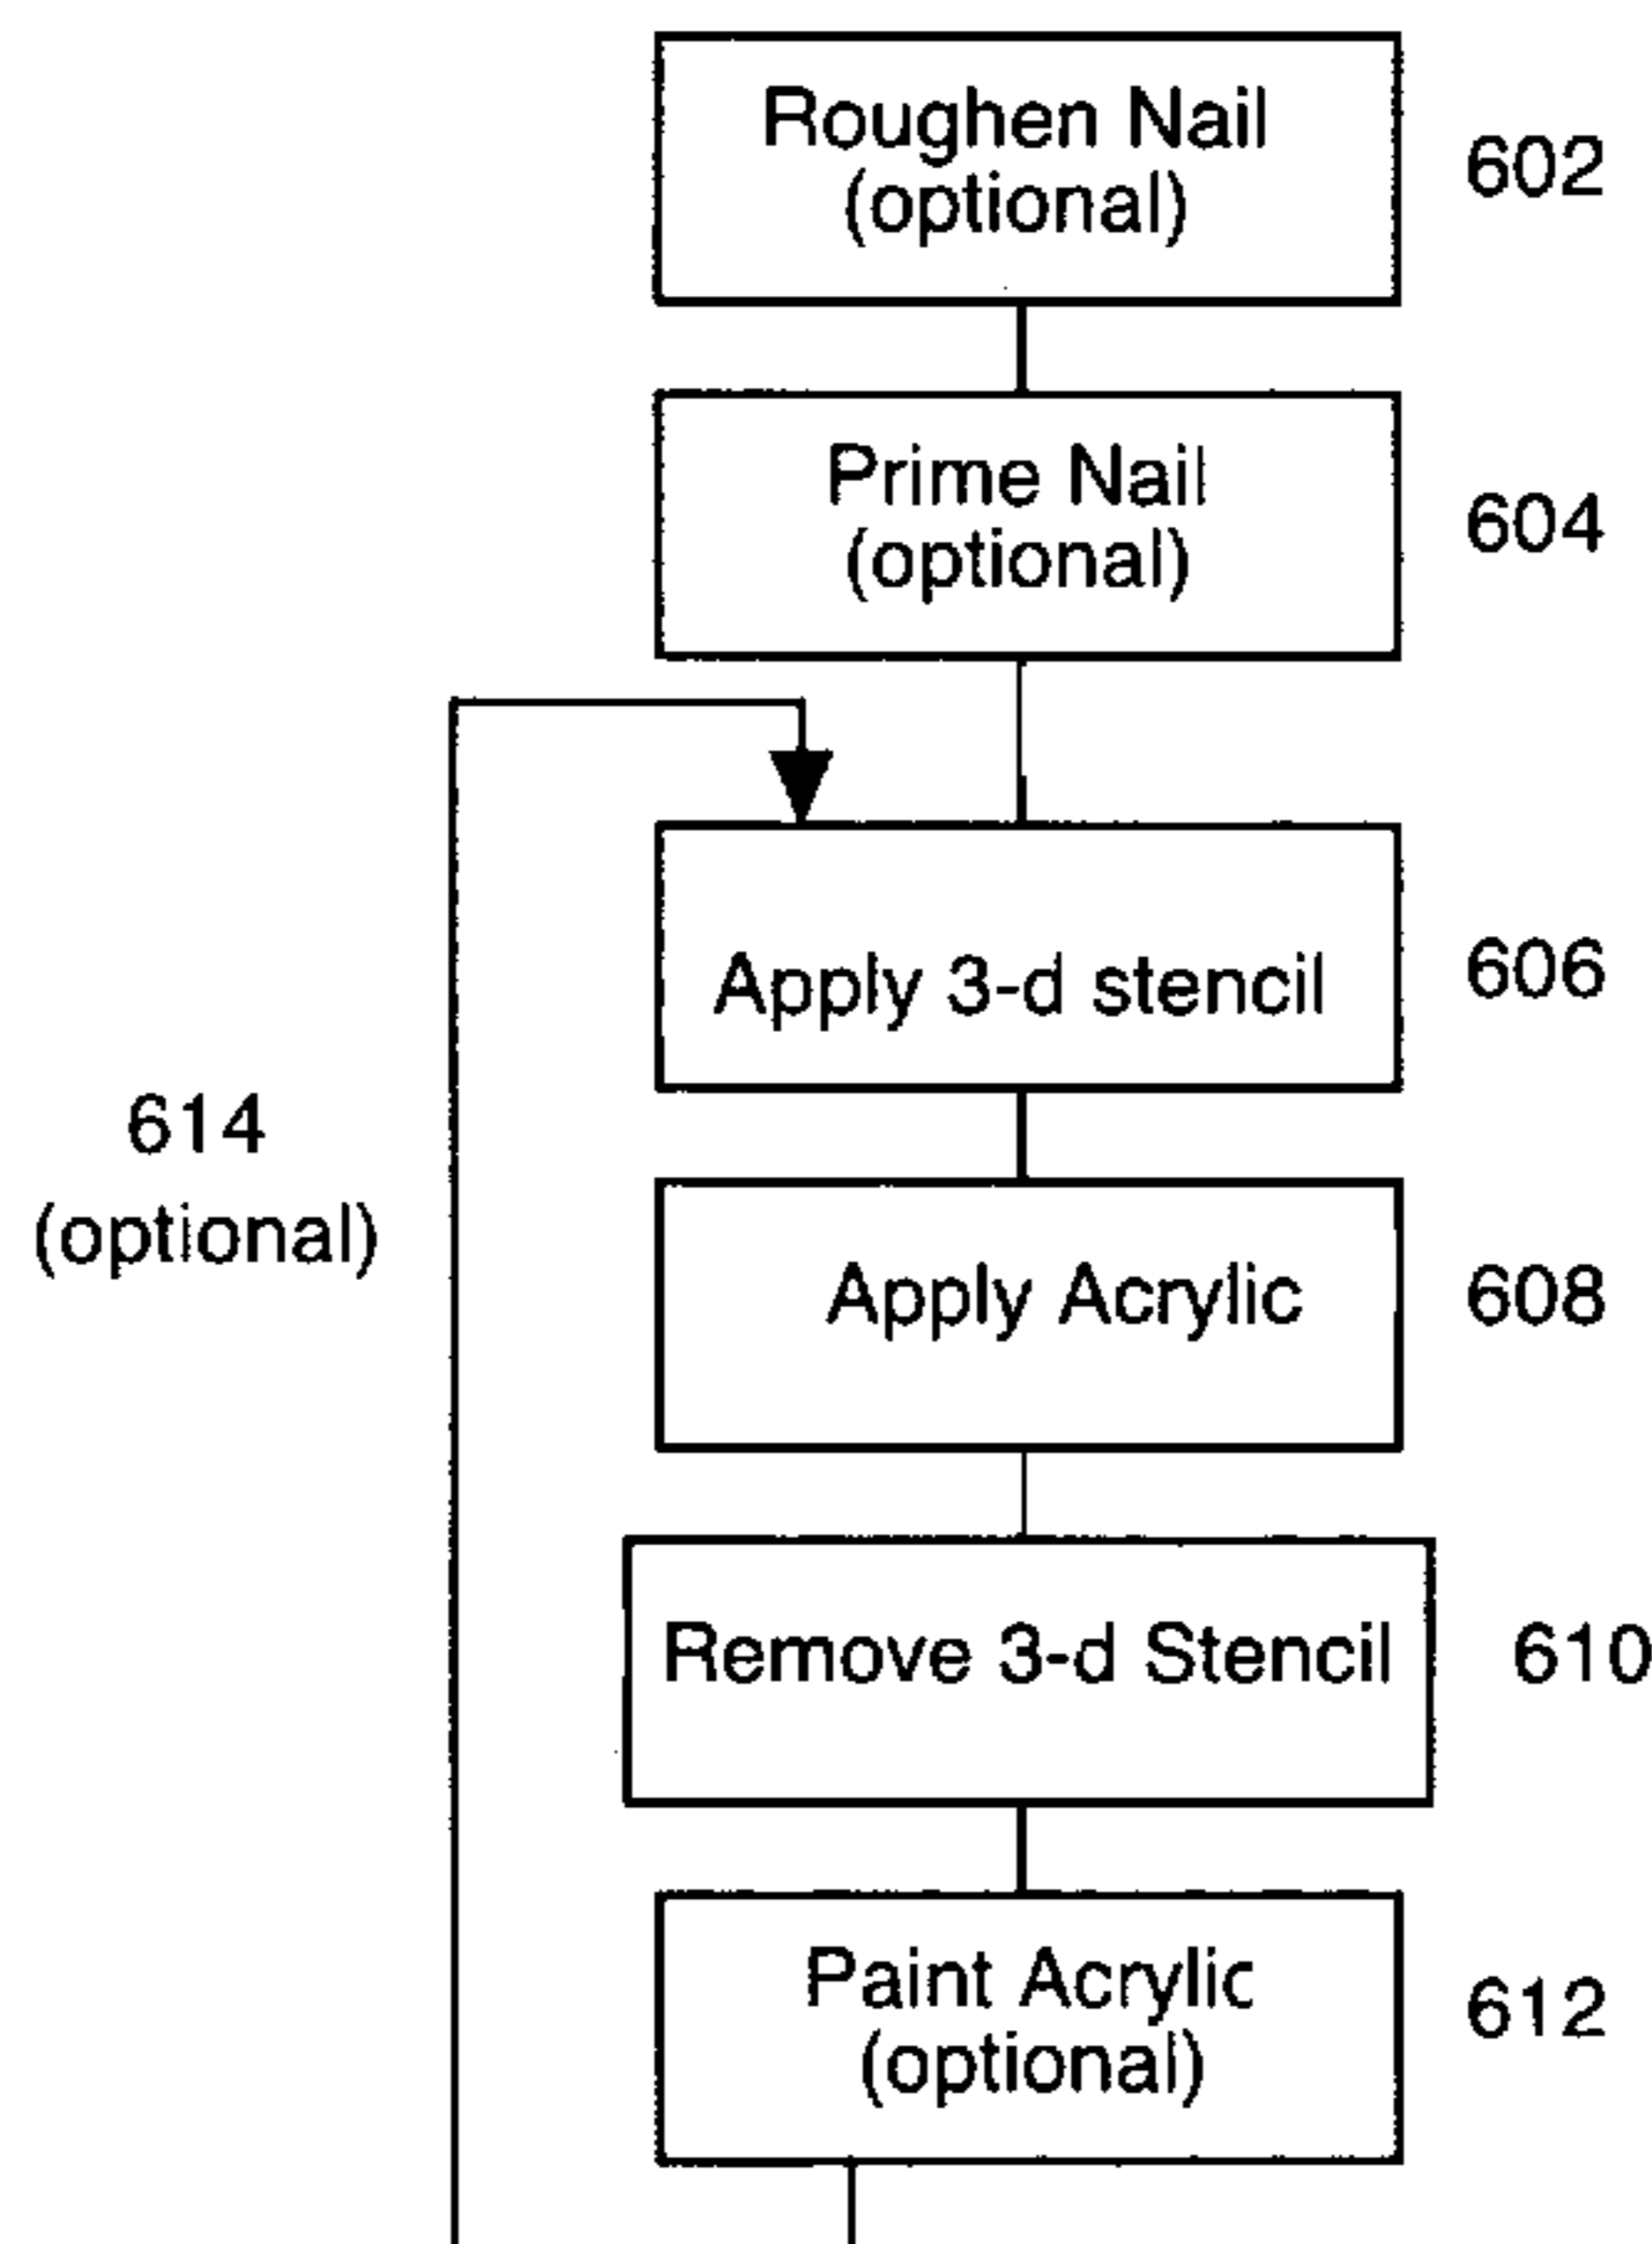 Roughen Nail
(optional)
602
Prime Nail
(optional)
604
Apply 3-d stencil
606
614
(optional)
Apply Acrylic
608
Remove 3-d Stencil
610
Paint Acrylic
(optional)
612